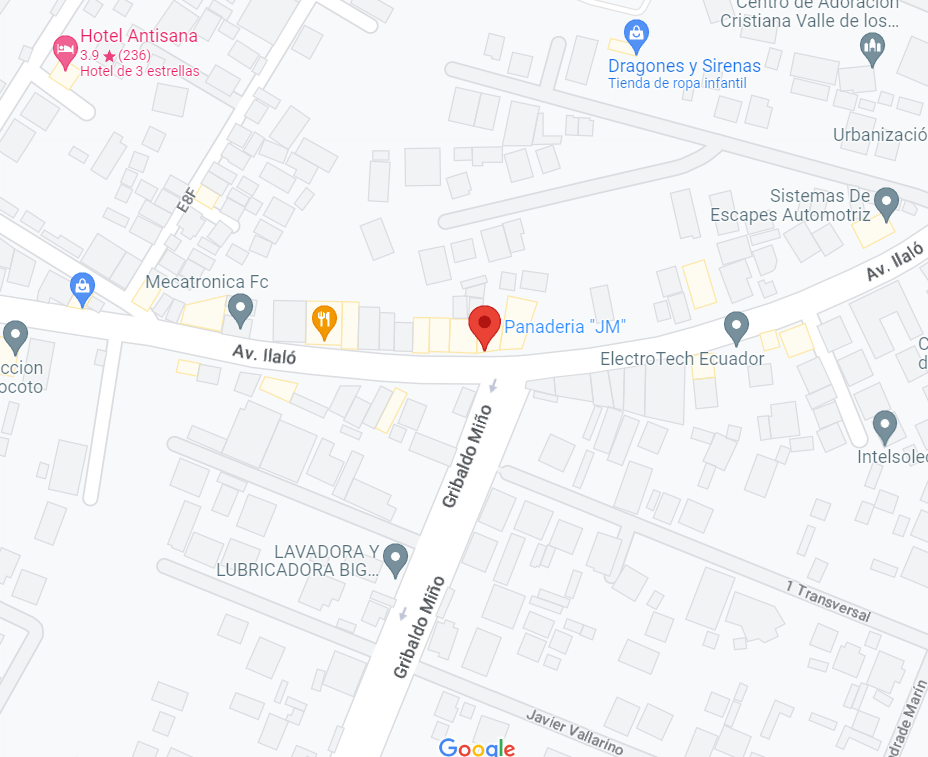 Centro de Adoración
Cristiana Valle de los...
Hotel Antisana
3.9 ★ (236)
Hotel de 3 estrellas
Dragones y Sirenas
Tienda de ropa infantil
Urbanizació
E8F
Sistemas De
Escapes Automotriz
Av. Ilaló
Mecatronica Fc
Panaderia "JM"
Av. Ilaló
ElectroTech Ecuador
C
d
ccion
ocoto
Gribaldo Miño
Intelsolec
LAVADORA Y
LUBRICADORA BIG...
Gribaldo Miño
1 Transversal
Javier Vallarino
drade Marín
Google